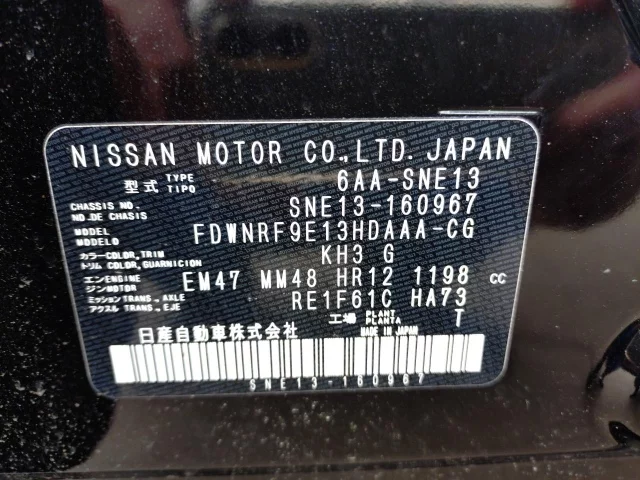 NISSAN MOTOR CO.,LTD. JAPAN
型式 TYPE TIPO 6AA-SNE13
CHASSIS NO. NO. DE CHASIS SNE13-160967
MODEL MODELO FDWNRF9E13HDAAA-CG
カラー COLOR, TRIM トリム COLOR, GUARNICION KH3 G
エンジン ENGINE MOTOR EM47 MM48 HR12 1198 CC
ミッション TRANS., AXLE アクスル TRANS., EJE RE1F61C HA73
工場 PLANT PLANTA T
日産自動車株式会社 MADE IN JAPAN
SNE13-160967